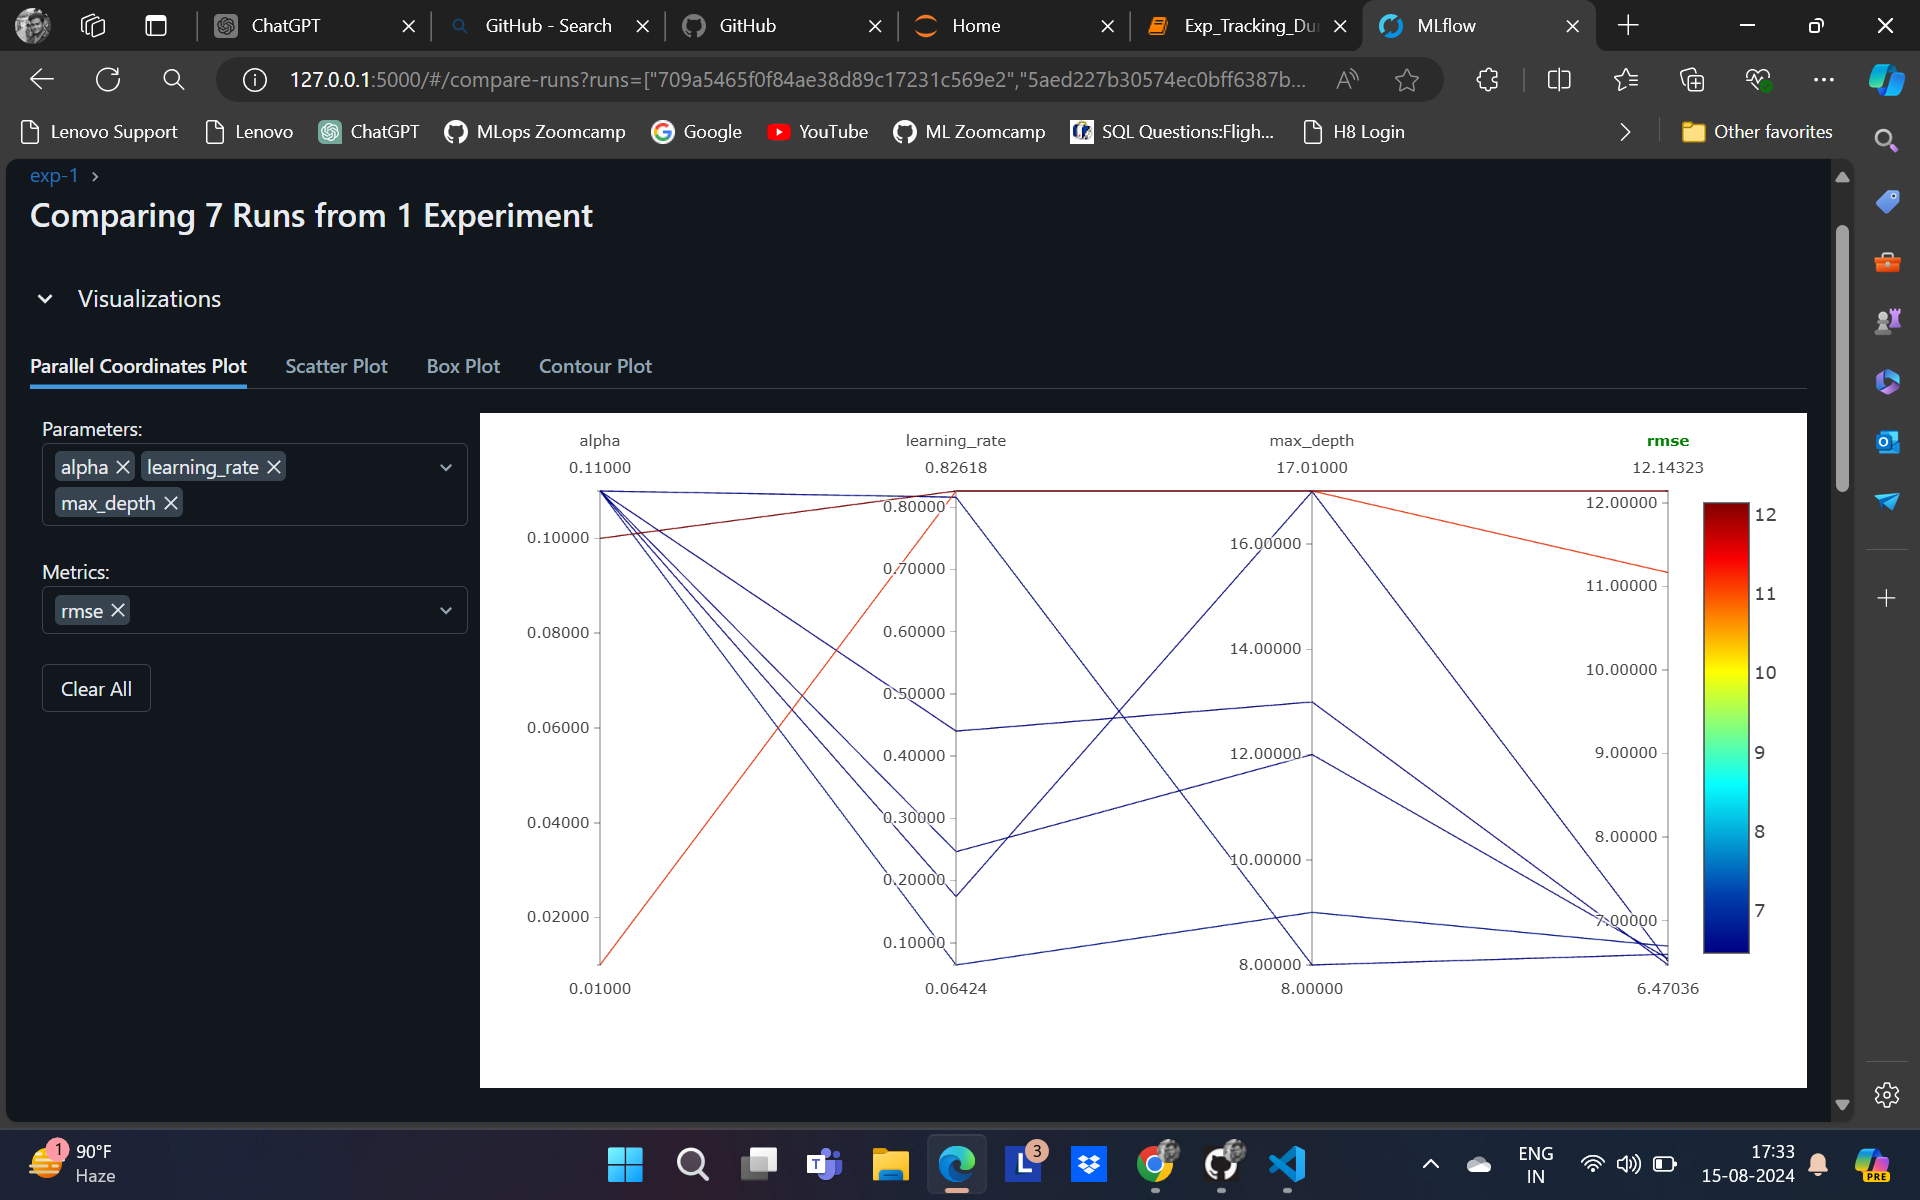 ChatGPT
GitHub - Search
GitHub
Home
Exp_Tracking_Du
MLflow
127.0.0.1:5000/#/compare-runs?runs=["709a5465f0f84ae38d89c17231c569e2","5aed227b30574ec0bff6387b...
Lenovo Support
Lenovo
ChatGPT
MLops Zoomcamp
Google
YouTube
ML Zoomcamp
SQL Questions:Fligh...
H8 Login
Other favorites
exp-1
Comparing 7 Runs from 1 Experiment
Visualizations
Parallel Coordinates Plot
Scatter Plot
Box Plot
Contour Plot
Parameters:
alpha
learning_rate
max_depth
Metrics:
rmse
Clear All
alpha
0.11000
0.10000
0.08000
0.06000
0.04000
0.02000
0.01000
learning_rate
0.82618
0.80000
0.70000
0.60000
0.50000
0.40000
0.30000
0.20000
0.10000
0.06424
max_depth
17.01000
16.00000
14.00000
12.00000
10.00000
8.00000
8.00000
rmse
12.14323
12.00000
11.00000
10.00000
9.00000
8.00000
7.00000
6.47036
12
11
10
9
8
7
1
90°F
Haze
T
L
3
ENG
IN
17:33
15-08-2024
PRE